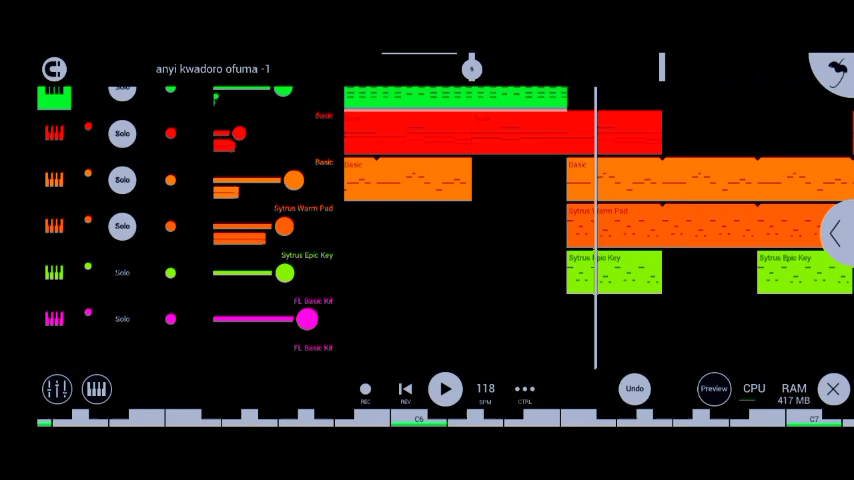 anyi kwadoro ofuma -1
Solo
Basic
Solo
Basic
Basic
Basic
Solo
Sytrus Warm Pad
Sytrus Warm Pad
Solo
Sytrus Epic Key
Sytrus Epic Key
Sytrus Epic Key
Solo
FL Basic Kit
Solo
FL Basic Kit
118
Undo
Preview
CPU
RAM
417 MB
REC
REV
BPM
CTRL
C6
C7